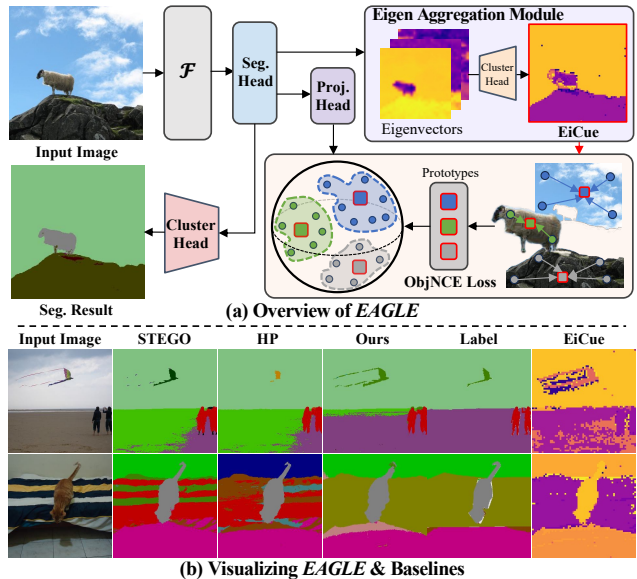 Eigen Aggregation Module
𝓕
Seg.
Head
Proj.
Head
Cluster
Head
Input Image
Eigenvectors
EiCue
Prototypes
Cluster
Head
ObjNCE Loss
Seg. Result
(a) Overview of EAGLE
Input Image STEGO HP Ours Label EiCue
(b) Visualizing EAGLE & Baselines